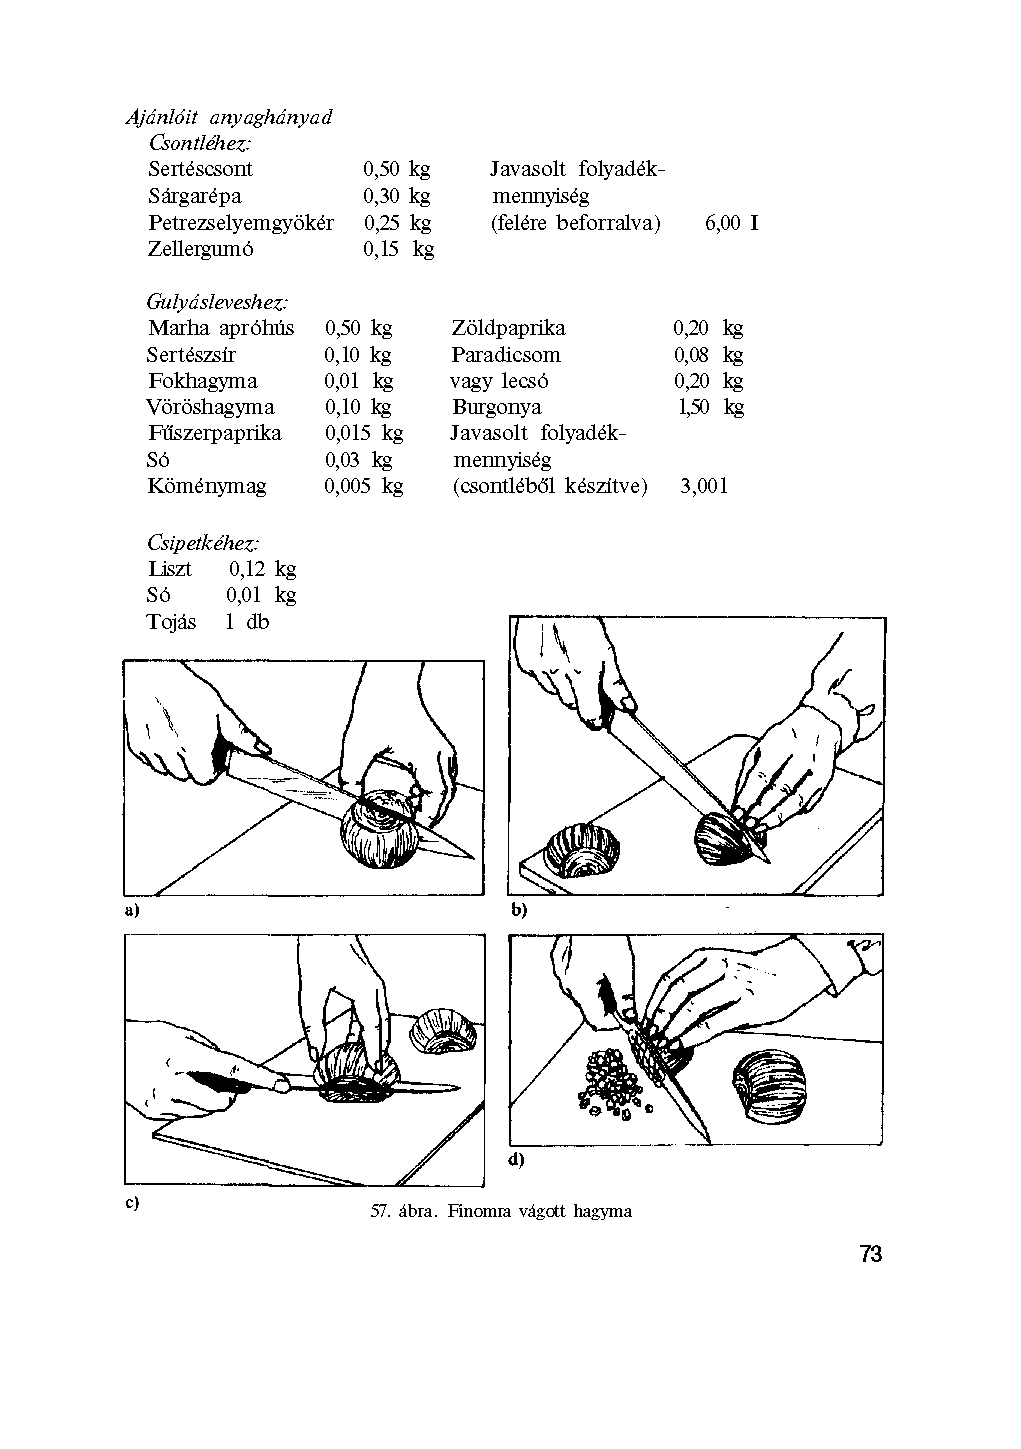 Ajánlóit anyaghányad
Csontléhez:
Sertéscsont 0,50 kg Javasolt folyadék-
Sárgarépa 0,30 kg mennyiség
Petrezselyemgyökér 0,25 kg (felére beforralva) 6,00 I
Zellergumó 0,15 kg
Gulyásleveshez:
Marha apróhús 0,50 kg Zöldpaprika 0,20 kg
Sertészsír 0,10 kg Paradicsom 0,08 kg
Fokhagyma 0,01 kg vagy lecsó 0,20 kg
Vöröshagyma 0,10 kg Burgonya 1,50 kg
Fűszerpaprika 0,015 kg Javasolt folyadék-
Só 0,03 kg mennyiség
Köménymag 0,005 kg (csontléből készítve) 3,001
Csipetkéhez:
Liszt 0,12 kg
Só 0,01 kg
Tojás 1 db
a)
b)
c)
d)
57. ábra. Finomra vágott hagyma
73